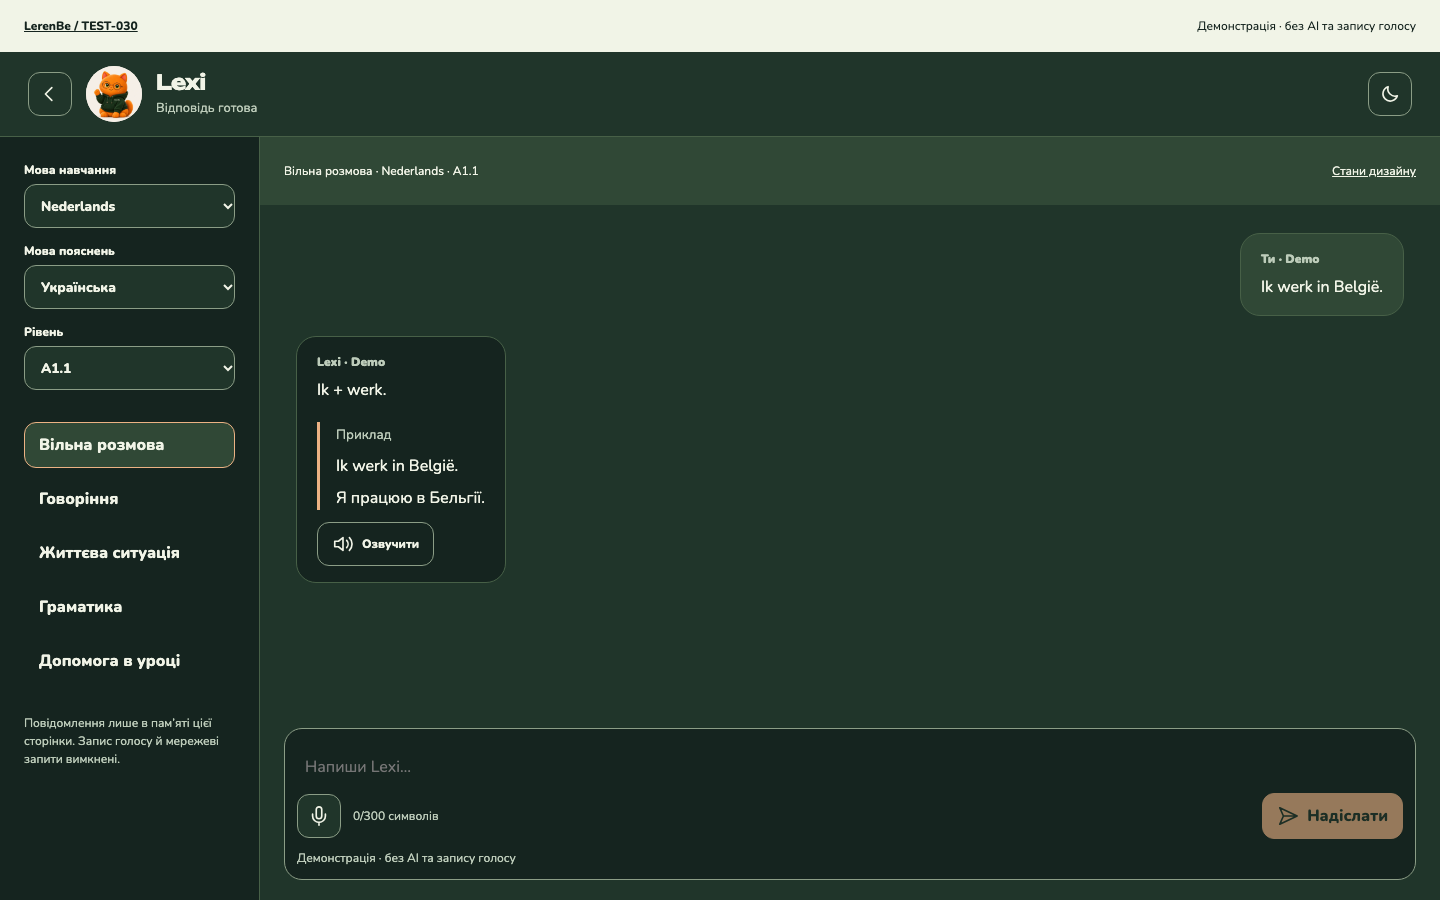 LerenBe / TEST-030
Демонстрація · без AI та запису голосу
Lexi
Відповідь готова
Мова навчання
Nederlands
Мова пояснень
Українська
Рівень
A1.1
Вільна розмова
Говоріння
Життєва ситуація
Граматика
Допомога в уроці
Повідомлення лише в пам’яті цієї
сторінки. Запис голосу й мережеві
запити вимкнені.
Вільна розмова · Nederlands · A1.1
Стани дизайну
Ти · Demo
Ik werk in België.
Lexi · Demo
Ik + werk.
Приклад
Ik werk in België.
Я працюю в Бельгії.
Озвучити
Напиши Lexi...
0/300 символів
Надіслати
Демонстрація · без AI та запису голосу